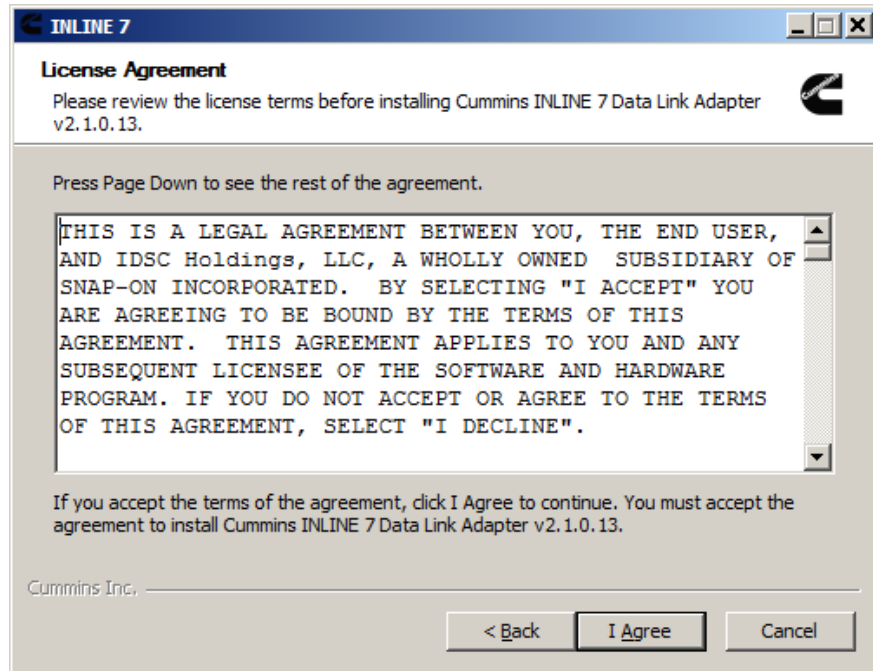 INLINE 7
License Agreement
Please review the license terms before installing Cummins INLINE 7 Data Link Adapter
v2.1.0.13.
Cummins
Press Page Down to see the rest of the agreement.
THIS IS A LEGAL AGREEMENT BETWEEN YOU, THE END USER,
AND IDSC Holdings, LLC, A WHOLLY OWNED  SUBSIDIARY OF
SNAP-ON INCORPORATED.  BY SELECTING "I ACCEPT" YOU
ARE AGREEING TO BE BOUND BY THE TERMS OF THIS
AGREEMENT.  THIS AGREEMENT APPLIES TO YOU AND ANY
SUBSEQUENT LICENSEE OF THE SOFTWARE AND HARDWARE
PROGRAM. IF YOU DO NOT ACCEPT OR AGREE TO THE TERMS
OF THIS AGREEMENT, SELECT "I DECLINE".
If you accept the terms of the agreement, click I Agree to continue. You must accept the
agreement to install Cummins INLINE 7 Data Link Adapter v2.1.0.13.
Cummins Inc.
< Back
I Agree
Cancel